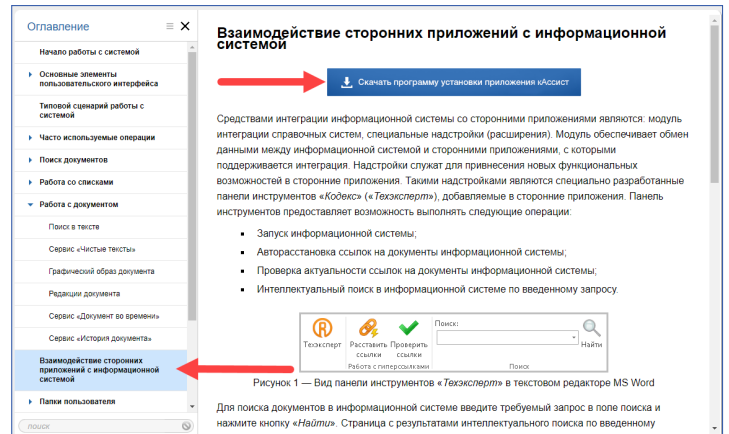 Оглавление
Начало работы с системой
Основные элементы
пользовательского интерфейса
Типовой сценарий работы с
системой
Часто используемые операции
Поиск документов
Работа со списками
Работа с документом
Поиск в тексте
Сервис «Чистые тексты»
Графический образ документа
Редакции документа
Сервис «Документ во времени»
Сервис «История документа»
Взаимодействие сторонних
приложений с информационной
системой
Папки пользователя
поиск
Взаимодействие сторонних приложений с информационной
системой
Скачать программу установки приложения кАссист
Средствами интеграции информационной системы со сторонними приложениями являются: модуль
интеграции справочных систем, специальные надстройки (расширения). Модуль обеспечивает обмен
данными между информационной системой и сторонними приложениями, с которыми
поддерживается интеграция. Надстройки служат для привнесения новых функциональных
возможностей в сторонние приложения. Такими надстройками являются специально разработанные
панели инструментов «Кодекс» («Техэксперт»), добавляемые в сторонние приложения. Панель
инструментов предоставляет возможность выполнять следующие операции:
Запуск информационной системы;
Авторасстановка ссылок на документы информационной системы;
Проверка актуальности ссылок на документы информационной системы;
Интеллектуальный поиск в информационной системе по введенному запросу.
Техэксперт
Расставить Проверить
ссылки ссылки
Работа с гиперссылками
Поиск:
Найти
Поиск
Рисунок 1 — Вид панели инструментов «Техэксперт» в текстовом редакторе MS Word
Для поиска документов в информационной системе введите требуемый запрос в поле поиска и
нажмите кнопку «Найти». Страница с результатами интеллектуального поиска по введенному